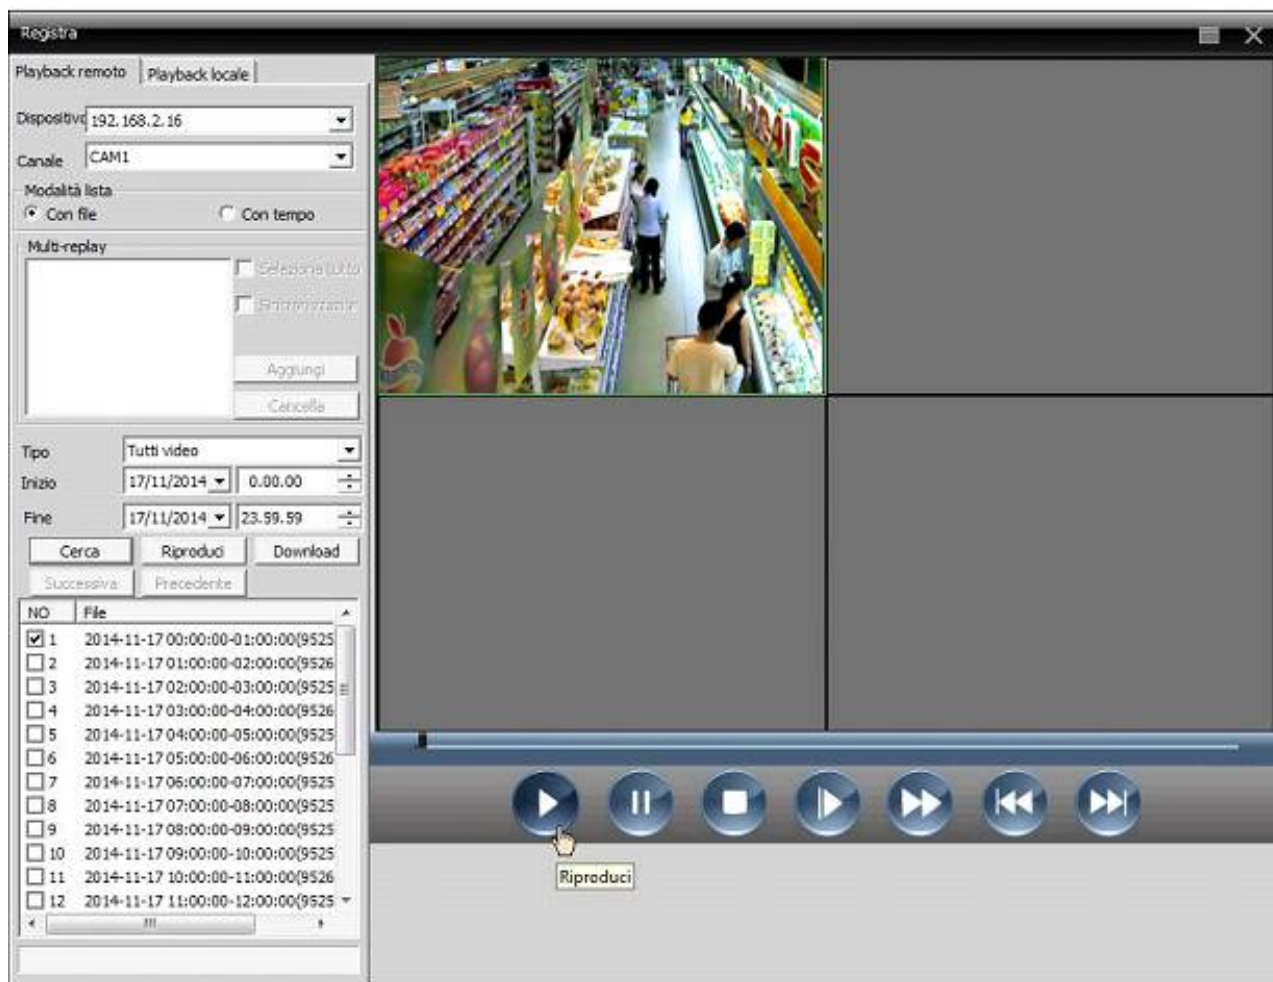 Registra
Playback remoto Playback locale
Dispositivo 192.168.2.16
Canale CAM1
Modalità lista
Con file Con tempo
Multi-replay
Seleziona tutto
Aggiungi
Cancella
Tipo Tutti video
Inizio 17/11/2014 0.00.00
Fine 17/11/2014 23.59.59
Cerca Riproduci Download
Successiva Precedente
NO File
1 2014-11-17 00:00:00-01:00:00(9525
2 2014-11-17 01:00:00-02:00:00(9526
3 2014-11-17 02:00:00-03:00:00(9525
4 2014-11-17 03:00:00-04:00:00(9526
5 2014-11-17 04:00:00-05:00:00(9525
6 2014-11-17 05:00:00-06:00:00(9526
7 2014-11-17 06:00:00-07:00:00(9525
8 2014-11-17 07:00:00-08:00:00(9525
9 2014-11-17 08:00:00-09:00:00(9525
10 2014-11-17 09:00:00-10:00:00(9525
11 2014-11-17 10:00:00-11:00:00(9526
12 2014-11-17 11:00:00-12:00:00(9525
Riproduci